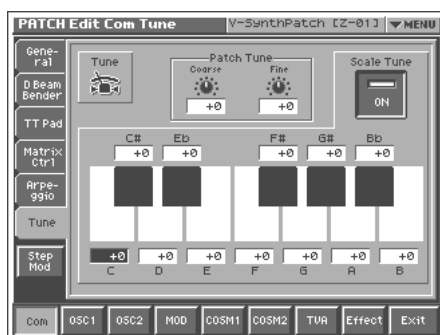 PATCH Edit Com Tune V-SynthPatch [Z-01] ▼MENU
Gene-
ral
D Beam
Bender
TT Pad
Matrix
Ctrl
Arpe-
ggio
Tune
Step
Mod
Tune
Patch Tune
Coarse Fine
+0 +0
Scale Tune
ON
C# Eb F# G# Bb
+0 +0 +0 +0 +0
+0 +0 +0 +0 +0 +0 +0
C D E F G A B
Com OSC1 OSC2 MOD COSM1 COSM2 TVA Effect Exit